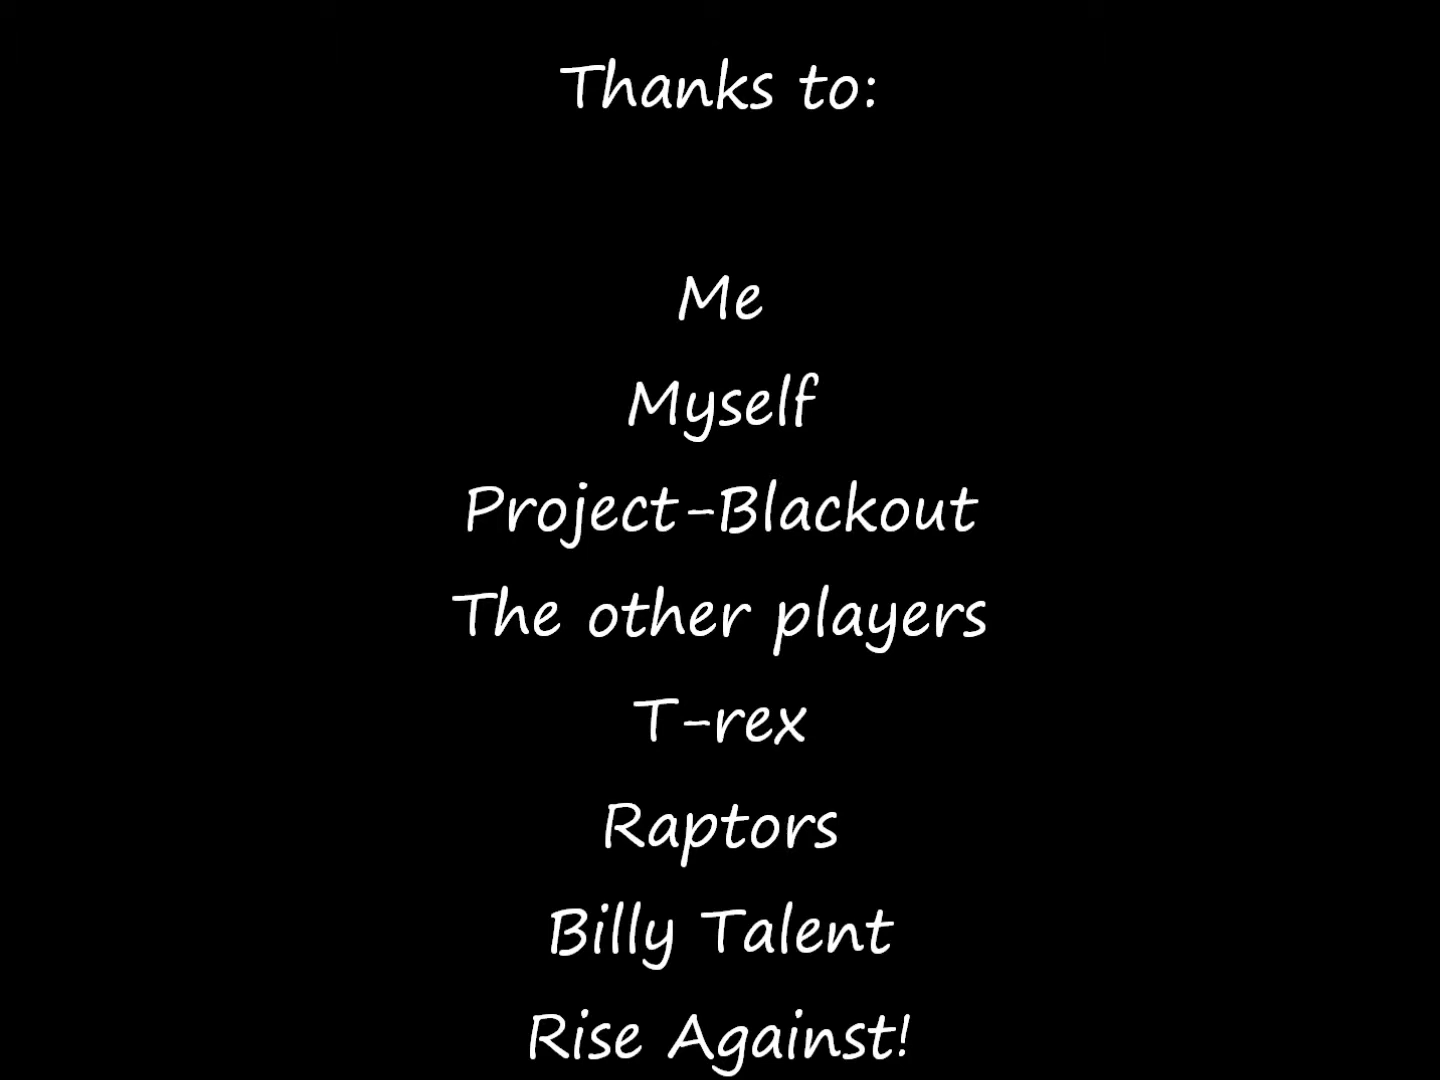 Thanks to:
Me
Myself
Project-Blackout
The other players
T-rex
Raptors
Billy Talent
Rise Against!